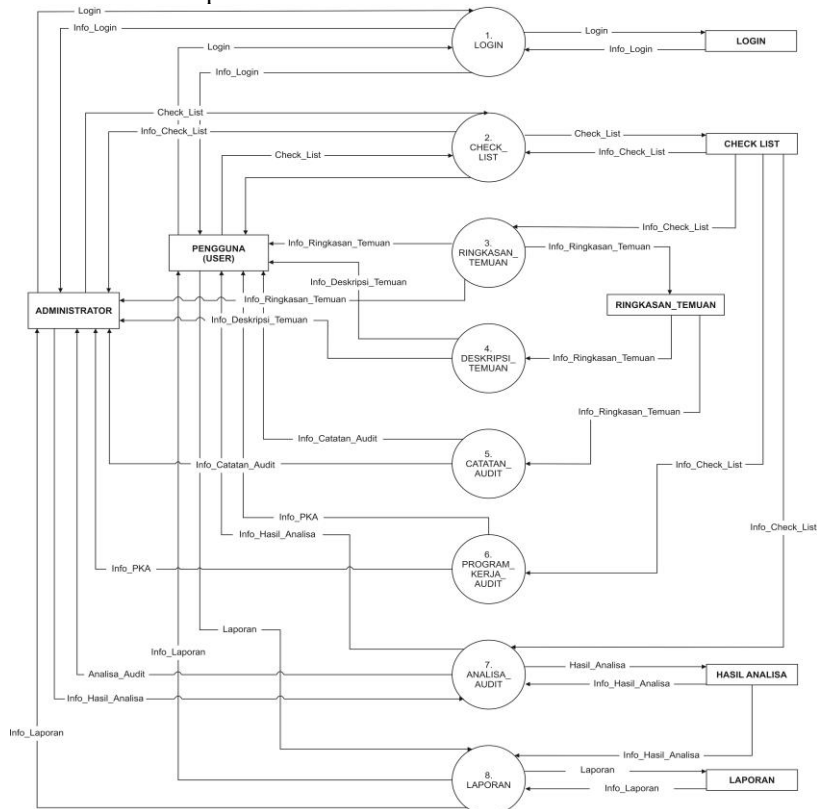 Login
Info_Login
Login
Info_Login
1.
LOGIN
Login
Info_Login
LOGIN
Check_List
Info_Check_List
Check_List
2.
CHECK_
LIST
Check_List
Info_Check_List
CHECK LIST
Info_Check_List
PENGGUNA
(USER)
Info_Ringkasan_Temuan
3.
RINGKASAN_
TEMUAN
Info_Ringkasan_Temuan
Info_Deskripsi_Temuan
ADMINISTRATOR
Info_Ringkasan_Temuan
Info_Deskripsi_Temuan
RINGKASAN_TEMUAN
4.
DESKRIPSI_
TEMUAN
Info_Ringkasan_Temuan
Info_Ringkasan_Temuan
Info_Catatan_Audit
Info_Catatan_Audit
5.
CATATAN_
AUDIT
Info_Check_List
Info_PKA
Info_Hasil_Analisa
Info_Check_List
Info_PKA
6.
PROGRAM_
KERJA_
AUDIT
Laporan
Info_Laporan
Analisa_Audit
Info_Hasil_Analisa
7.
ANALISA_
AUDIT
Hasil_Analisa
Info_Hasil_Analisa
HASIL ANALISA
Info_Laporan
Info_Hasil_Analisa
8.
LAPORAN
Laporan
Info_Laporan
LAPORAN